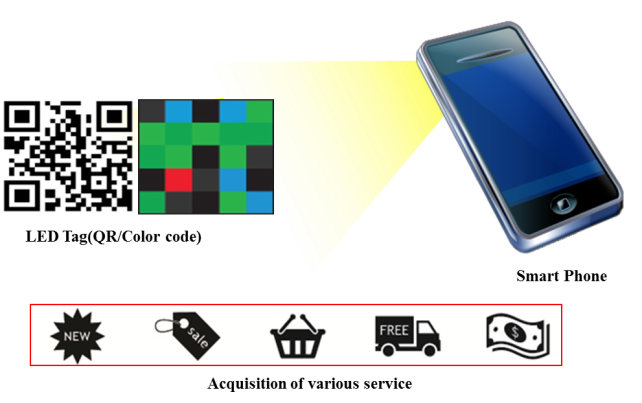 LED Tag(QR/Color code)
Smart Phone
NEW
sale
FREE
$
Acquisition of various service